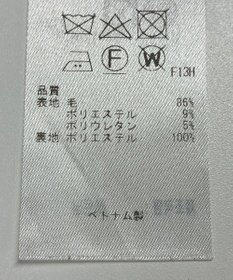 F
W
F13H
品質
表地 毛 86%
ポリエステル 9%
ポリウレタン 5%
裏地 ポリエステル 100%
ベトナム製